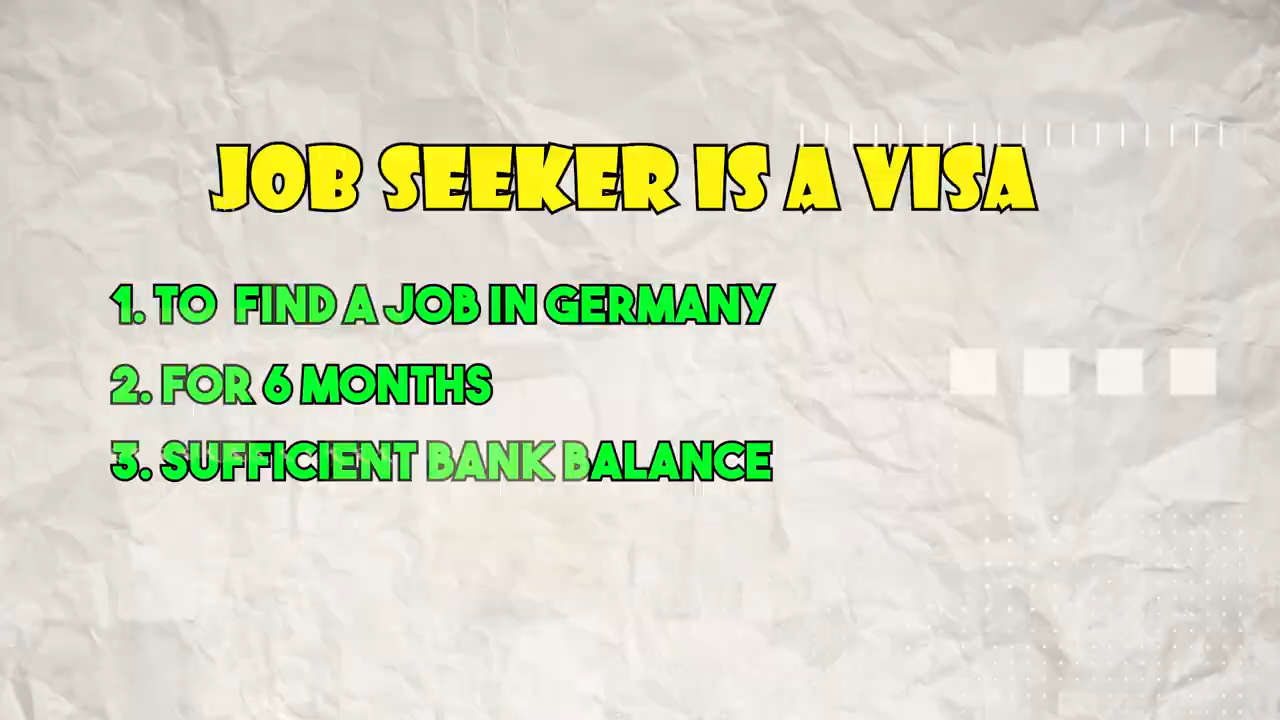 JOB SEEKER IS A VISA
1. TO FIND A JOB IN GERMANY
2. FOR 6 MONTHS
3. SUFFICIENT BANK BALANCE